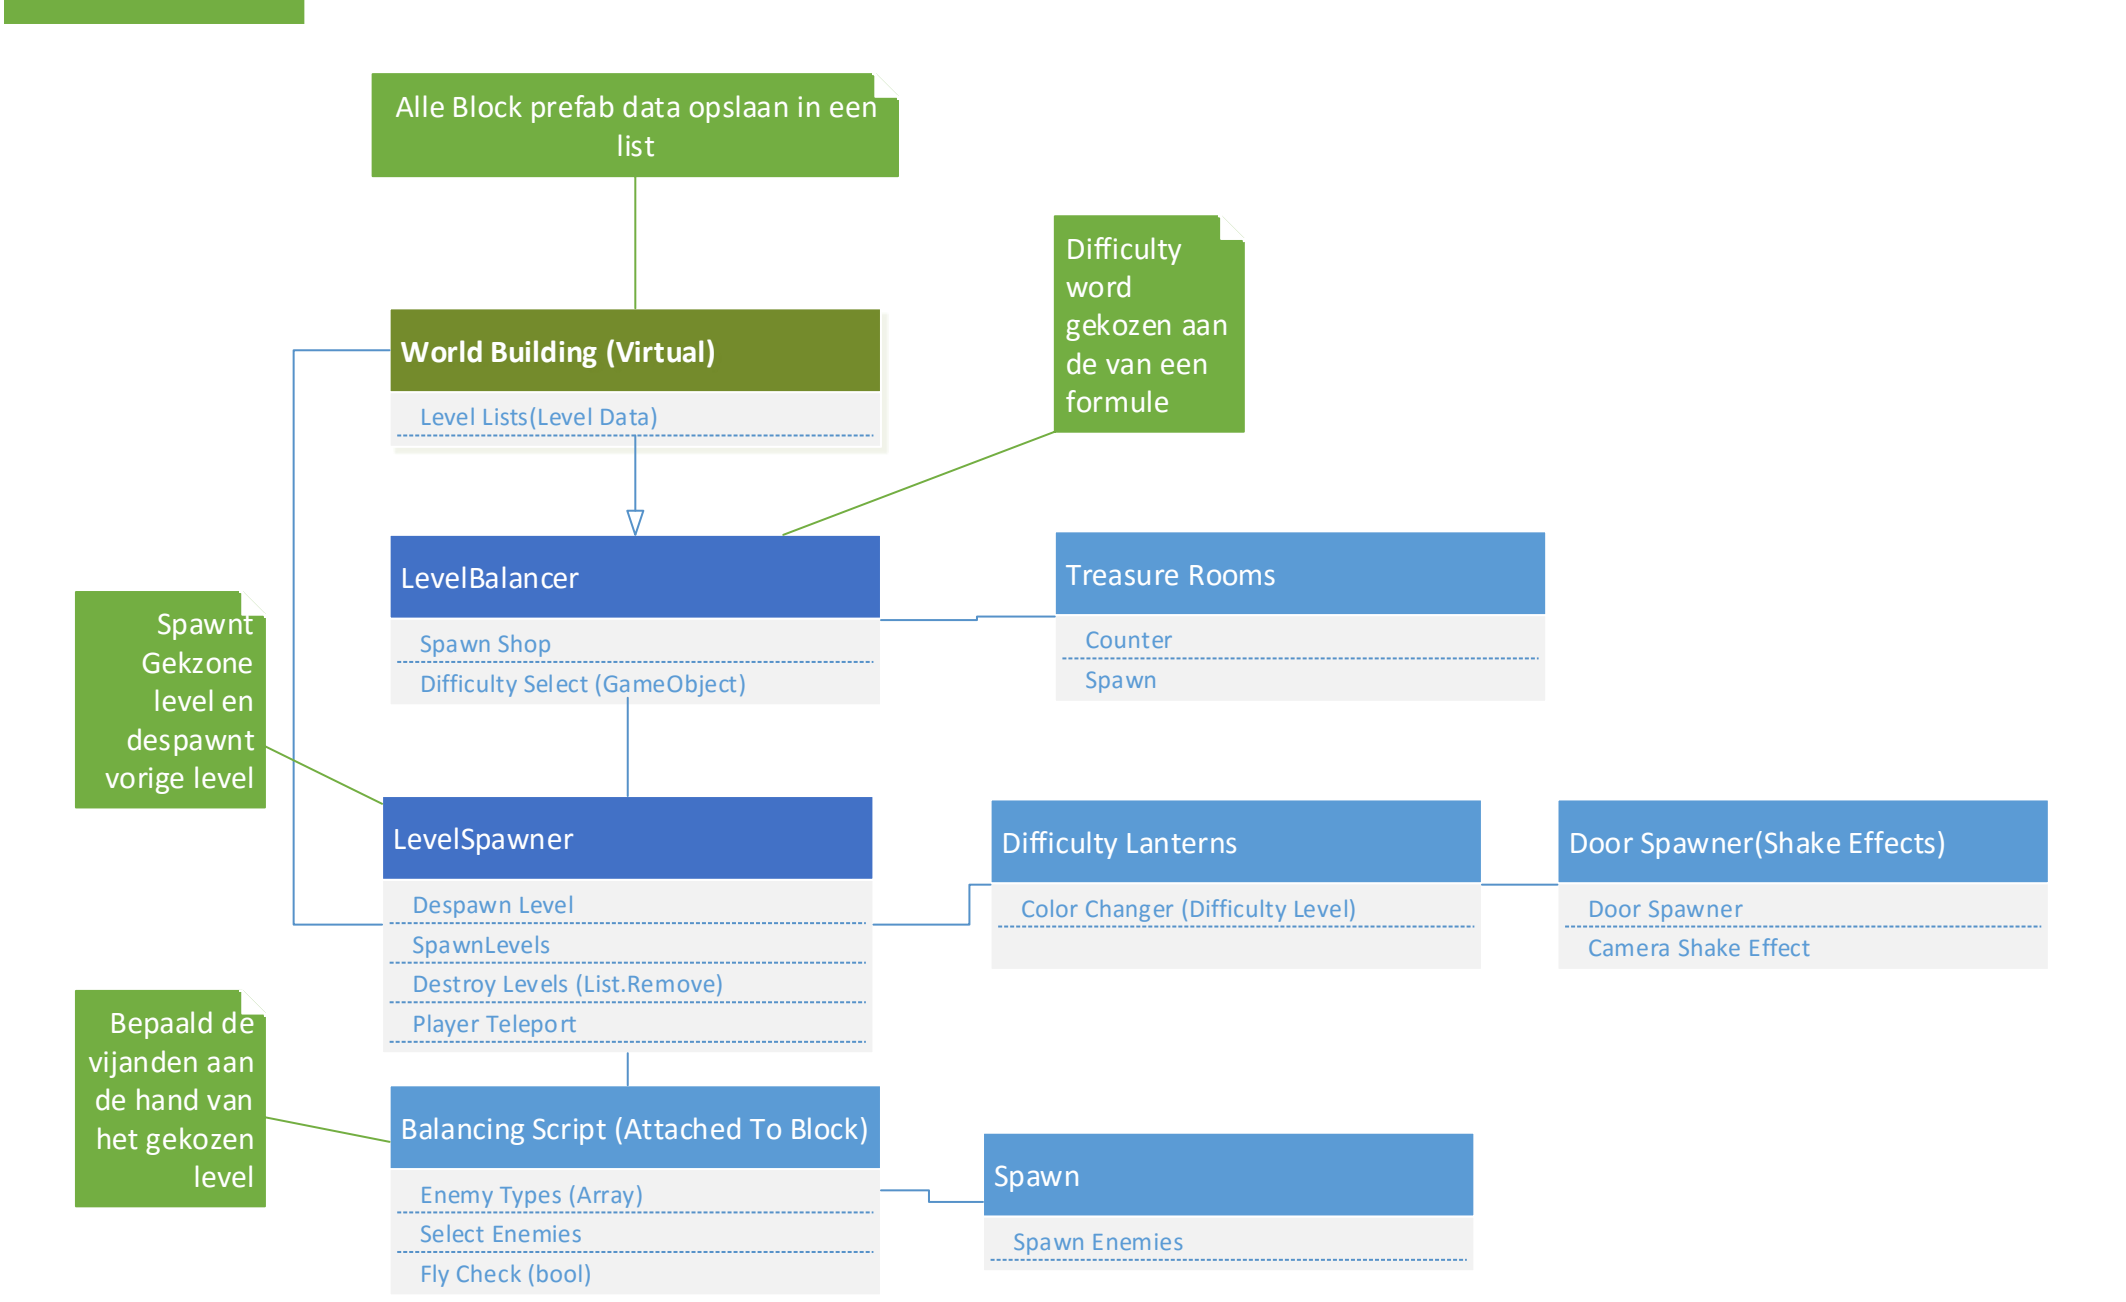 Alle Block prefab data opslaan in een
list
Difficulty
word
gekozen aan
de van een
formule
World Building (Virtual)
Level Lists(Level Data)
LevelBalancer
Spawn Shop
Difficulty Select (GameObject)
Treasure Rooms
Counter
Spawn
Spawnt
Gekzone
level en
despawnt
vorige level
LevelSpawner
Despawn Level
SpawnLevels
Destroy Levels (List.Remove)
Player Teleport
Difficulty Lanterns
Color Changer (Difficulty Level)
Door Spawner(Shake Effects)
Door Spawner
Camera Shake Effect
Bepaald de
vijanden aan
de hand van
het gekozen
level
Balancing Script (Attached To Block)
Enemy Types (Array)
Select Enemies
Fly Check (bool)
Spawn
Spawn Enemies